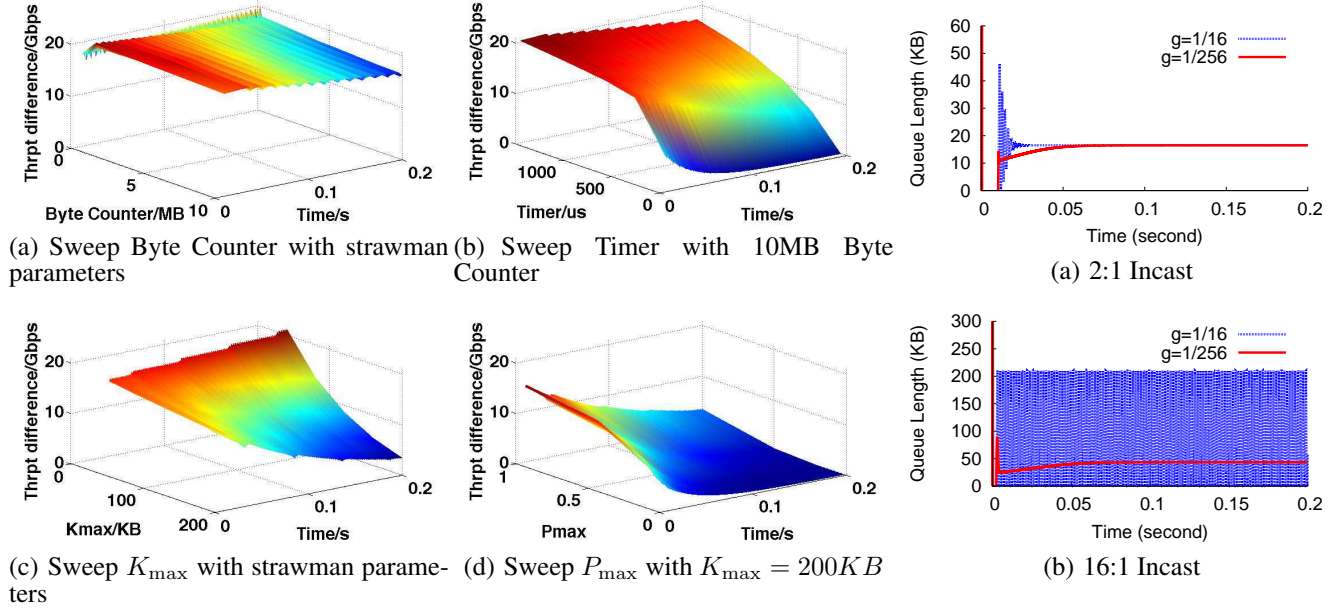 Thrpt difference/Gbps
20
10
0
0
5
10
Byte Counter/MB
0
0.1
0.2
Time/s
(a) Sweep Byte Counter with strawman
parameters
Thrpt difference/Gbps
20
10
0
1000
500
0
Timer/us
0
0.1
0.2
Time/s
(b) Sweep Timer with 10MB Byte
Counter
Queue Length (KB)
60
50
40
30
20
10
0
g=1/16
g=1/256
0
0.05
0.1
0.15
0.2
Time (second)
(a) 2:1 Incast
Thrpt difference/Gbps
20
10
0
0
100
200
Kmax/KB
0
0.1
0.2
Time/s
(c) Sweep K_max with strawman parame-
ters
Thrpt difference/Gbps
20
10
0
1
0.5
0
Pmax
0
0.1
0.2
Time/s
(d) Sweep P_max with K_max = 200KB
Queue Length (KB)
300
250
200
150
100
50
0
g=1/16
g=1/256
0
0.05
0.1
0.15
0.2
Time (second)
(b) 16:1 Incast